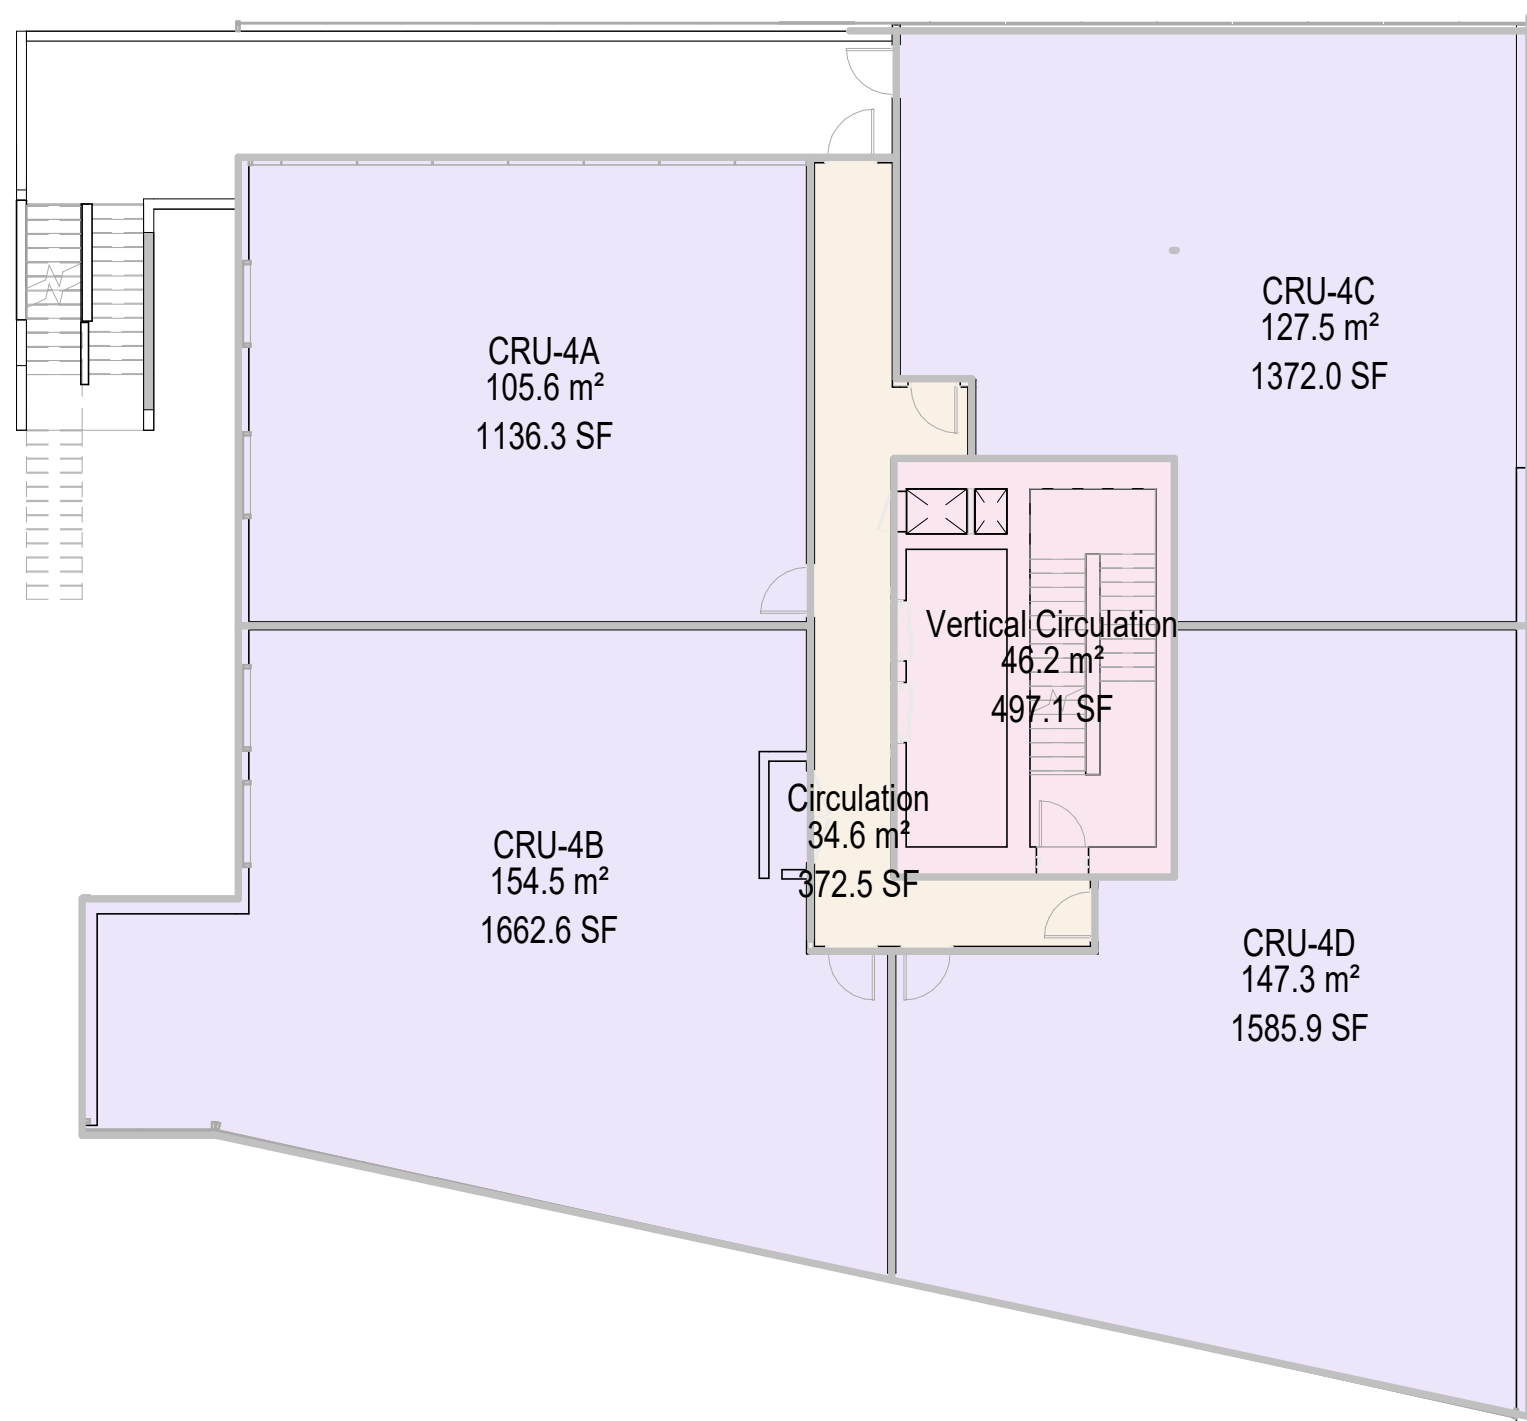 CRU-4A
105.6 m²
1136.3 SF
CRU-4C
127.5 m²
1372.0 SF
Vertical Circulation
46.2 m²
497.1 SF
Circulation
34.6 m²
372.5 SF
CRU-4B
154.5 m²
1662.6 SF
CRU-4D
147.3 m²
1585.9 SF